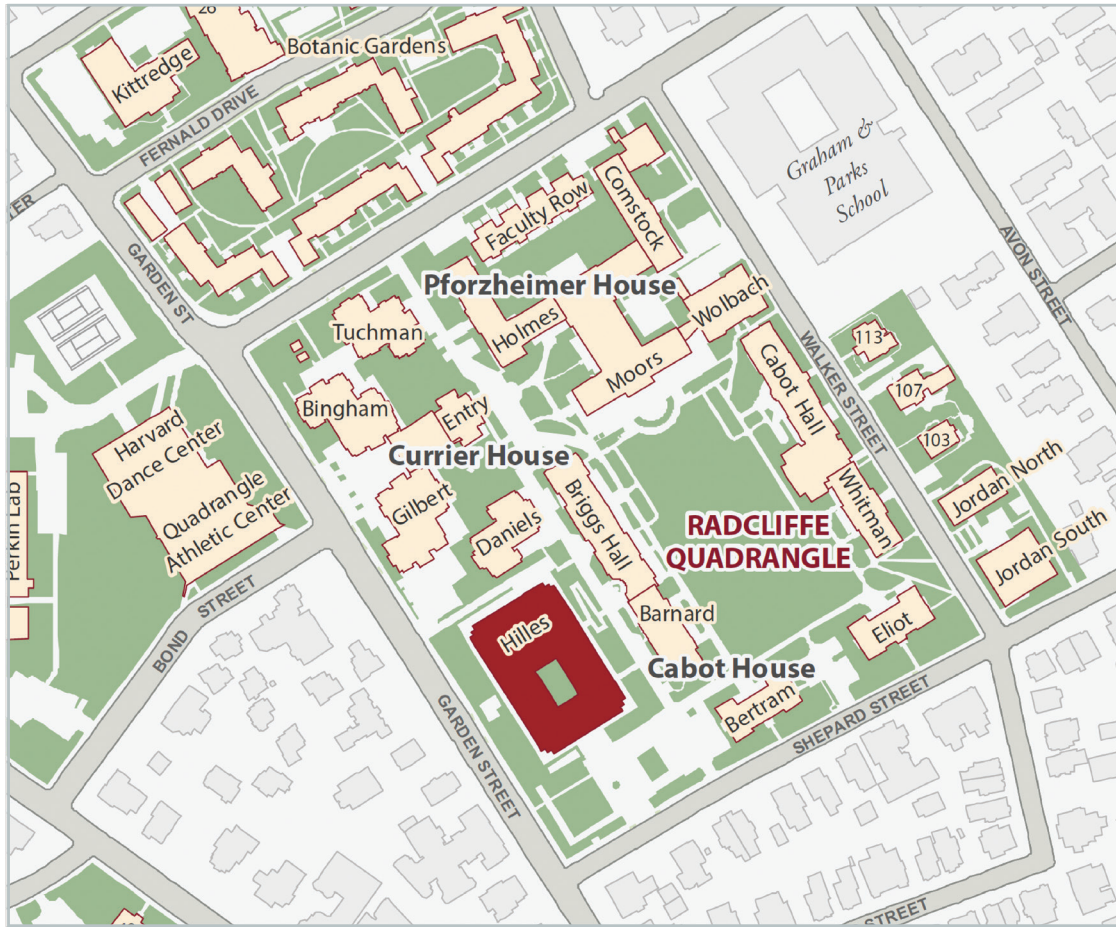 26
Botanic Gardens
Kittredge
FERNALD DRIVE
Graham &
Parks
School
Comstock
Faculty Row
GARDEN ST
AVON STREET
Pforzheimer House
Wolbach
Tuchman
Holmes
Moors
WALKER STREET
113
Cabot Hall
107
Bingham
Entry
103
Harvard
Dance Center
Currier House
Quadrangle
Athletic Center
Gilbert
Briggs Hall
Whitman
Jordan North
Daniels
RADCLIFFE
QUADRANGLE
Perkin Lab
Jordan South
BOND STREET
Hilles
Barnard
Eliot
Cabot House
Bertram
SHEPARD STREET
GARDEN STREET
STREET